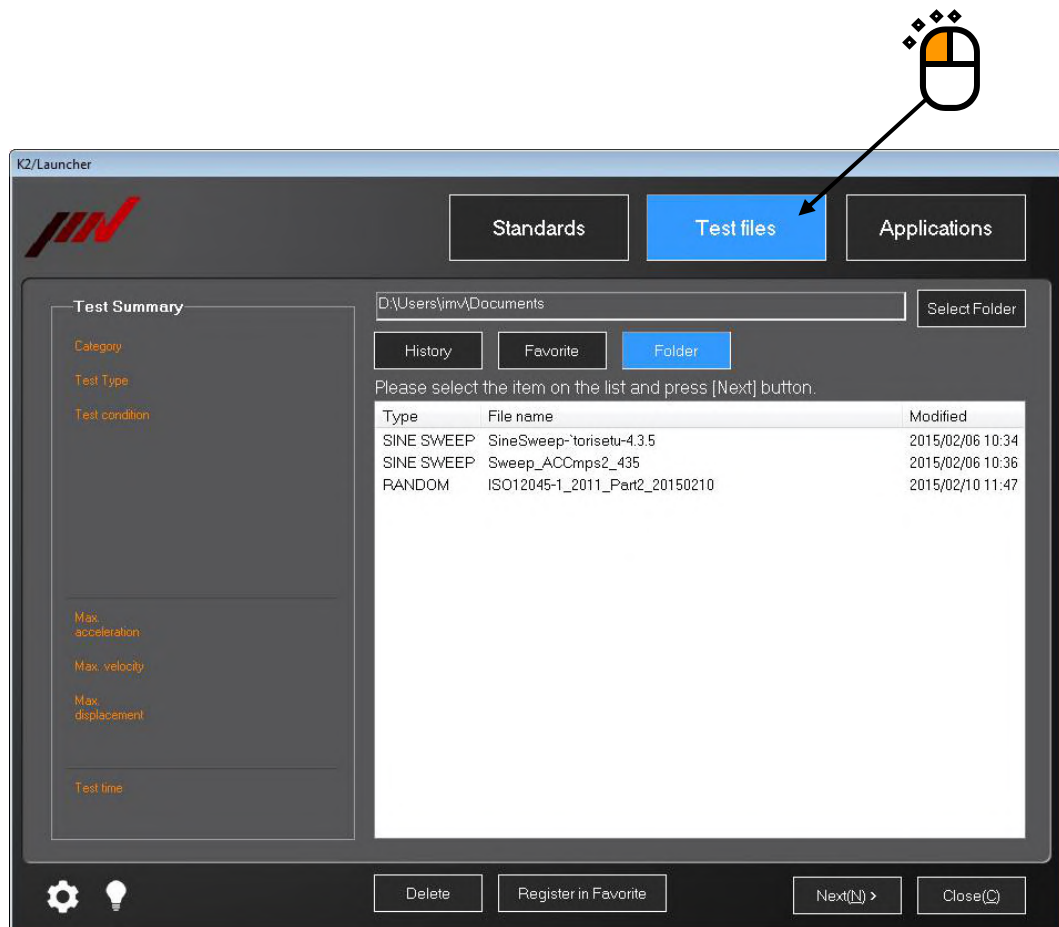 K2/Launcher
Standards
Test files
Applications
Test Summary
D:\Users\imv\Documents
Select Folder
Category
History
Favorite
Folder
Test Type
Please select the item on the list and press [Next] button.
Test condition
Type File name Modified
SINE SWEEP SineSweep-`torisetu-4.3.5 2015/02/06 10:34
SINE SWEEP Sweep_ACCmps2_435 2015/02/06 10:36
RANDOM ISO12045-1_2011_Part2_20150210 2015/02/10 11:47
Max.
acceleration
Max. velocity
Max.
displacement
Test time
Delete
Register in Favorite
Next(N) >
Close(C)